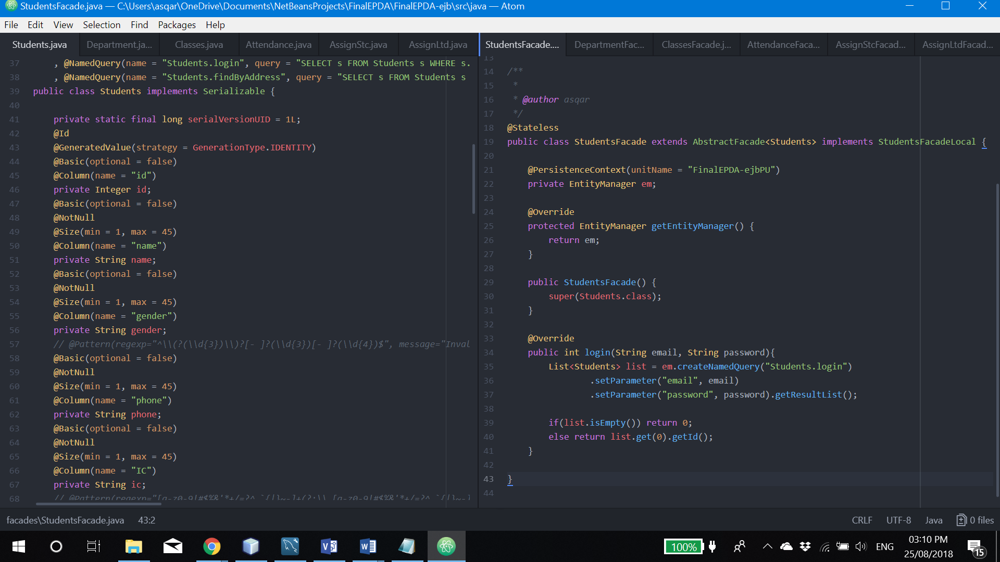 StudentsFacade.java — C:\Users\asqar\OneDrive\Documents\NetBeansProjects\FinalEPDA\FinalEPDA-ejb\src\java — Atom
File Edit View Selection Find Packages Help
Students.java Department.ja... Classes.java Attendance.java AssignStc.java AssignLtd.java
37 , @NamedQuery(name = "Students.login", query = "SELECT s FROM Students s WHERE s.
38 , @NamedQuery(name = "Students.findByAddress", query = "SELECT s FROM Students s
39 public class Students implements Serializable {
40
41 private static final long serialVersionUID = 1L;
42 @Id
43 @GeneratedValue(strategy = GenerationType.IDENTITY)
44 @Basic(optional = false)
45 @Column(name = "id")
46 private Integer id;
47 @Basic(optional = false)
48 @NotNull
49 @Size(min = 1, max = 45)
50 @Column(name = "name")
51 private String name;
52 @Basic(optional = false)
53 @NotNull
54 @Size(min = 1, max = 45)
55 @Column(name = "gender")
56 private String gender;
57 // @Pattern(regexp="^\\(?(\\d{3})\\)?[- ]?(\\d{3})[- ]?(\\d{4})$", message="Inval
58 @Basic(optional = false)
59 @NotNull
60 @Size(min = 1, max = 45)
61 @Column(name = "phone")
62 private String phone;
63 @Basic(optional = false)
64 @NotNull
65 @Size(min = 1, max = 45)
66 @Column(name = "IC")
67 private String ic;
68 // @Pattern(regexp="[a-z0-9!#$%&'*+/=?^_`{|}~-]+(?:\\.[a-z0-9!#$%&'*+/=?^_`{|}~-]
StudentsFacade.... DepartmentFac... ClassesFacade.j... AttendanceFaca... AssignStcFacad... AssignLtdFacad...
13
14 /**
15 *
16 * @author asqar
17 */
18 @Stateless
19 public class StudentsFacade extends AbstractFacade<Students> implements StudentsFacadeLocal {
20
21 @PersistenceContext(unitName = "FinalEPDA-ejbPU")
22 private EntityManager em;
23
24 @Override
25 protected EntityManager getEntityManager() {
26 return em;
27 }
28
29 public StudentsFacade() {
30 super(Students.class);
31 }
32
33 @Override
34 public int login(String email, String password){
35 List<Students> list = em.createNamedQuery("Students.login")
36 .setParameter("email", email)
37 .setParameter("password", password).getResultList();
38
39 if(list.isEmpty()) return 0;
40 else return list.get(0).getId();
41 }
42
43 }
44
facades\StudentsFacade.java 43:2 CRLF UTF-8 Java 0 files
100% ENG 03:10 PM
25/08/2018 15